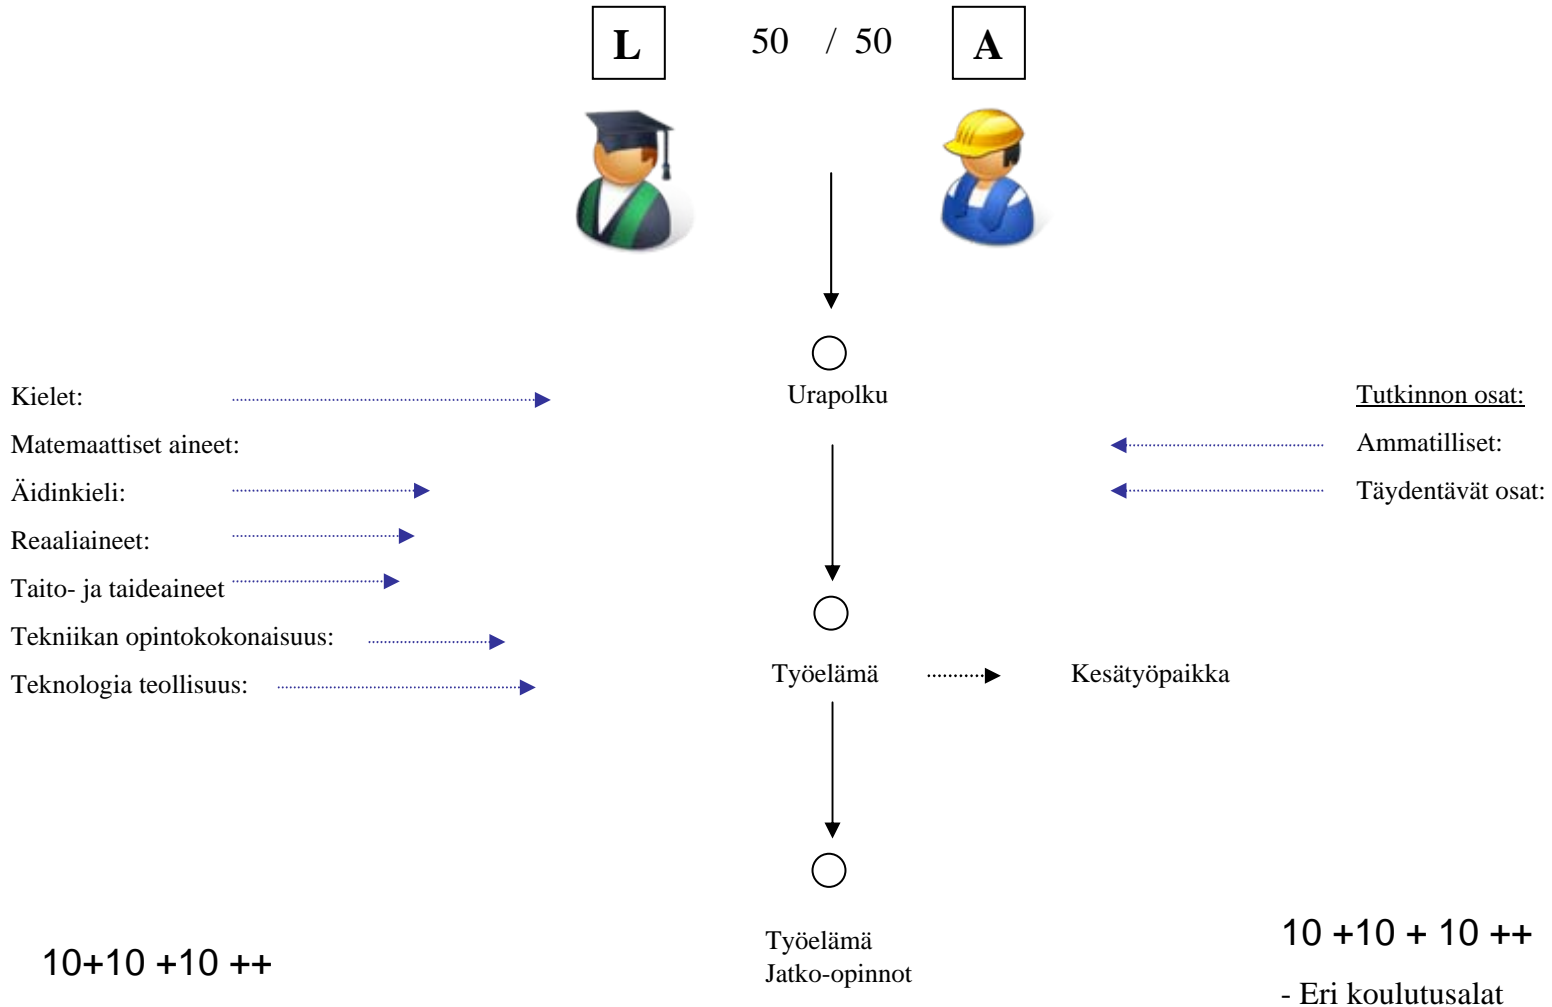 L 50 / 50 A
Kielet:
Matemaattiset aineet:
Äidinkieli:
Reaaliaineet:
Taito- ja taideaineet
Tekniikan opintokokonaisuus:
Teknologia teollisuus:
10+10 +10 ++
Urapolku
Työelämä
Kesätyöpaikka
Työelämä
Jatko-opinnot
Tutkinnon osat:
Ammatilliset:
Täydentävät osat:
10 +10 + 10 ++
- Eri koulutusalat